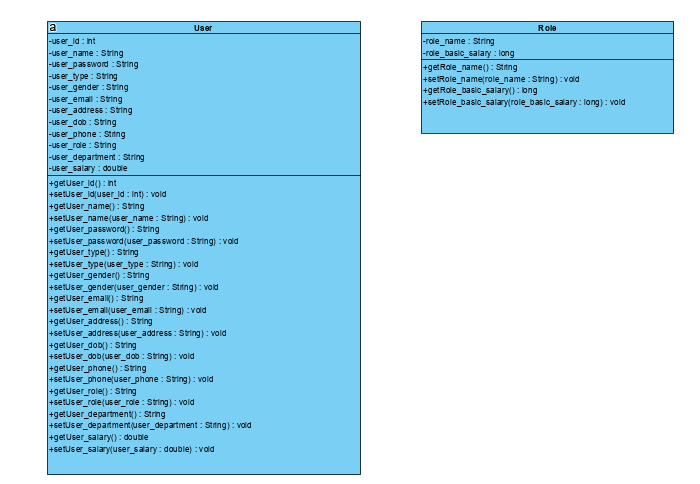 a
User
-user_id : int
-user_name : String
-user_password : String
-user_type : String
-user_gender : String
-user_email : String
-user_address : String
-user_dob : String
-user_phone : String
-user_role : String
-user_department : String
-user_salary : double
+getUser_id() : int
+setUser_id(user_id : int) : void
+getUser_name() : String
+setUser_name(user_name : String) : void
+getUser_password() : String
+setUser_password(user_password : String) : void
+getUser_type() : String
+setUser_type(user_type : String) : void
+getUser_gender() : String
+setUser_gender(user_gender : String) : void
+getUser_email() : String
+setUser_email(user_email : String) : void
+getUser_address() : String
+setUser_address(user_address : String) : void
+getUser_dob() : String
+setUser_dob(user_dob : String) : void
+getUser_phone() : String
+setUser_phone(user_phone : String) : void
+getUser_role() : String
+setUser_role(user_role : String) : void
+getUser_department() : String
+setUser_department(user_department : String) : void
+getUser_salary() : double
+setUser_salary(user_salary : double) : void
Role
-role_name : String
-role_basic_salary : long
+getRole_name() : String
+setRole_name(role_name : String) : void
+getRole_basic_salary() : long
+setRole_basic_salary(role_basic_salary : long) : void